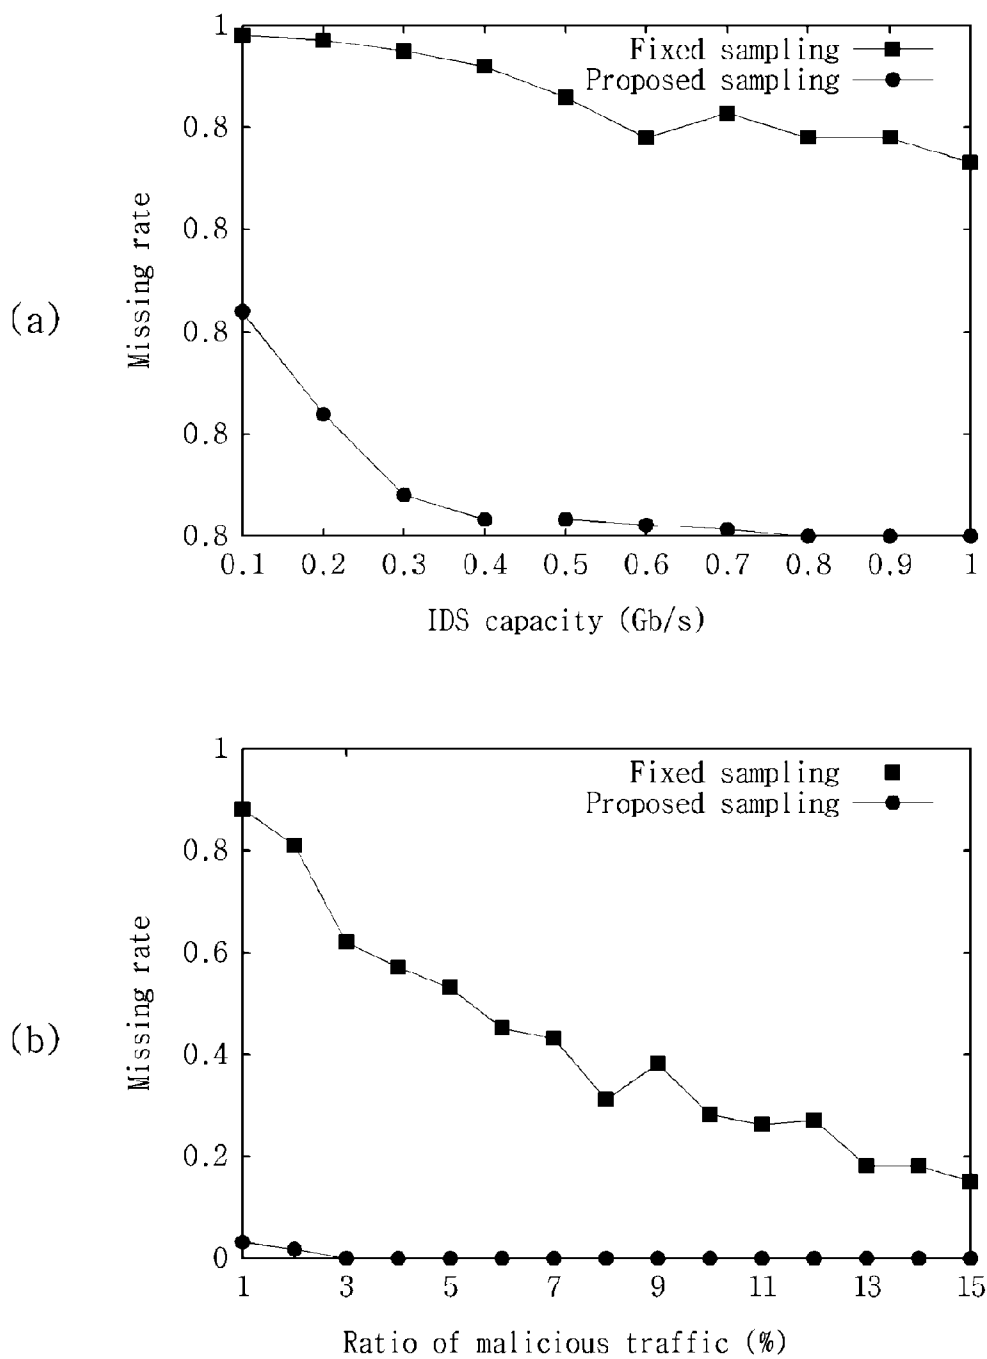 1
Fixed sampling
Proposed sampling
0.8
0.8
0.8
0.8
0.8
Missing rate
(a)
0.1 0.2 0.3 0.4 0.5 0.6 0.7 0.8 0.9 1
IDS capacity (Gb/s)
1
Fixed sampling
Proposed sampling
0.8
0.6
0.4
0.2
0
Missing rate
(b)
1 3 5 7 9 11 13 15
Ratio of malicious traffic (%)